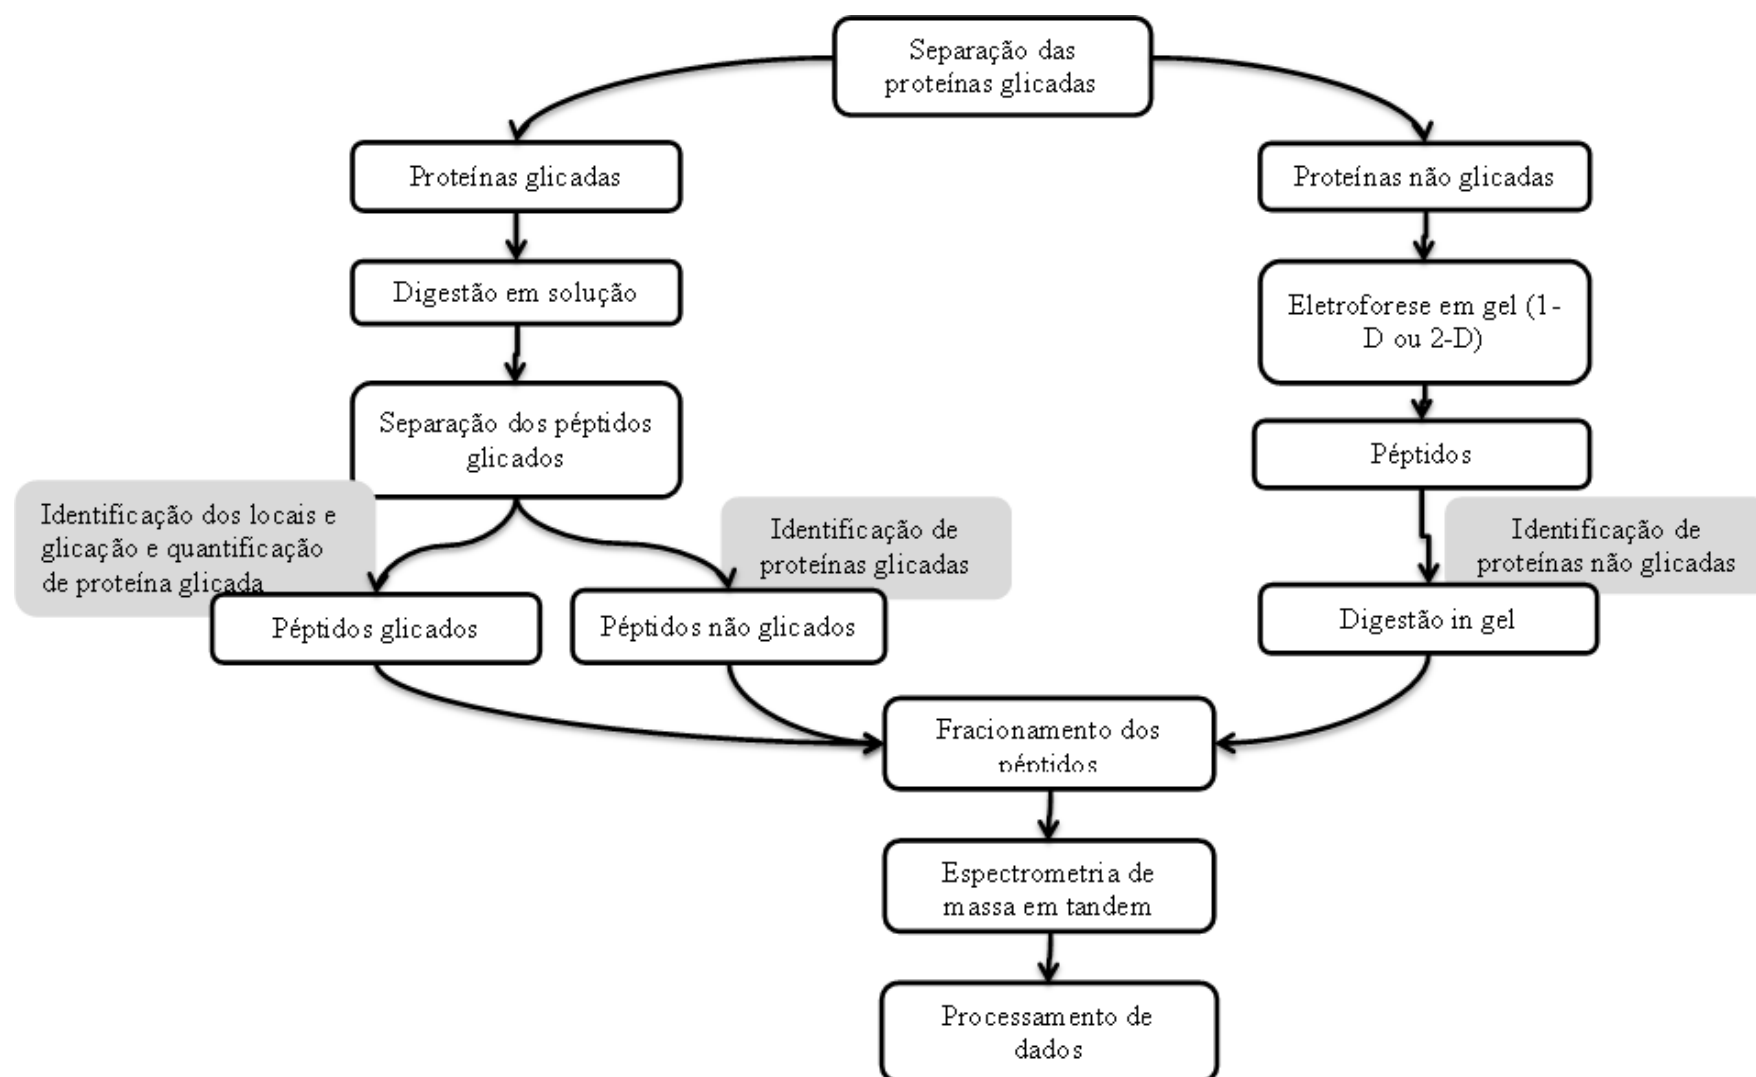 Separação das
proteínas glicadas
Proteínas glicadas
Proteínas não glicadas
Digestão em solução
Eletroforese em gel (1-
D ou 2-D)
Separação dos péptidos
glicados
Péptidos
Identificação dos locais e
glicação e quantificação
de proteína glicada
Identificação de
proteínas glicadas
Identificação de
proteínas não glicadas
Péptidos glicados
Péptidos não glicados
Digestão in gel
Fracionamento dos
péptidos
Espectrometria de
massa em tandem
Processamento de
dados